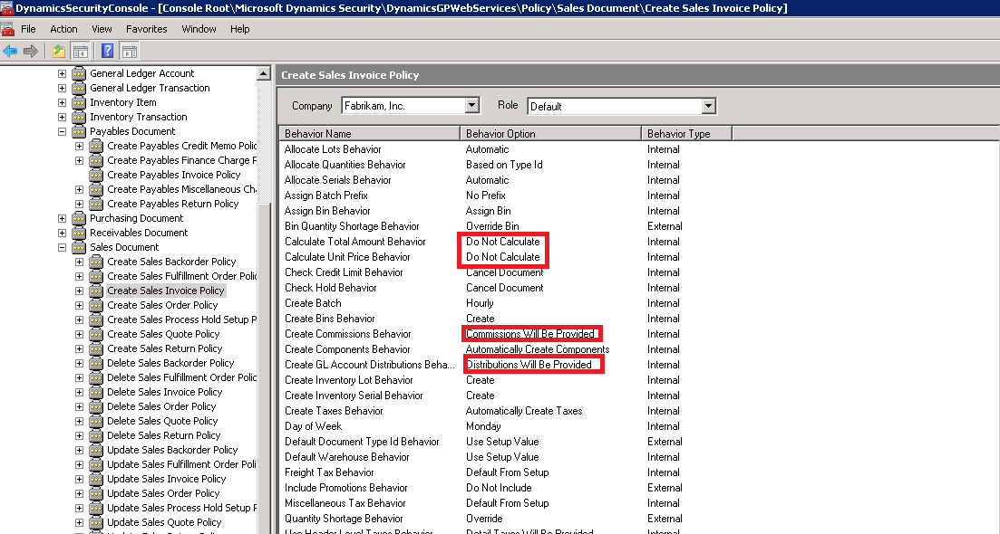 DynamicsSecurityConsole - [Console Root\Microsoft Dynamics Security\DynamicsGPWebServices\Policy\Sales Document\Create Sales Invoice Policy]
File Action View Favorites Window Help
General Ledger Account
General Ledger Transaction
Inventory Item
Inventory Transaction
Payables Document
Create Payables Credit Memo Polic
Create Payables Finance Charge F
Create Payables Invoice Policy
Create Payables Miscellaneous Cha
Create Payables Return Policy
Purchasing Document
Receivables Document
Sales Document
Create Sales Backorder Policy
Create Sales Fulfillment Order Polic
Create Sales Invoice Policy
Create Sales Order Policy
Create Sales Process Hold Setup P
Create Sales Quote Policy
Create Sales Return Policy
Delete Sales Backorder Policy
Delete Sales Fulfillment Order Polic
Delete Sales Invoice Policy
Delete Sales Order Policy
Delete Sales Quote Policy
Delete Sales Return Policy
Update Sales Backorder Policy
Update Sales Fulfillment Order Poli
Update Sales Invoice Policy
Update Sales Order Policy
Update Sales Process Hold Setup F
Update Sales Quote Policy
Create Sales Invoice Policy
Company Fabrikam, Inc. Role Default
Behavior Name Behavior Option Behavior Type
Allocate Lots Behavior Automatic Internal
Allocate Quantities Behavior Based on Type Id Internal
Allocate Serials Behavior Automatic Internal
Assign Batch Prefix No Prefix Internal
Assign Bin Behavior Assign Bin Internal
Bin Quantity Shortage Behavior Override Bin External
Calculate Total Amount Behavior Do Not Calculate Internal
Calculate Unit Price Behavior Do Not Calculate Internal
Check Credit Limit Behavior Cancel Document Internal
Check Hold Behavior Cancel Document Internal
Create Batch Hourly Internal
Create Bins Behavior Create Internal
Create Commissions Behavior Commissions Will Be Provided Internal
Create Components Behavior Automatically Create Components Internal
Create GL Account Distributions Beha... Distributions Will Be Provided Internal
Create Inventory Lot Behavior Create Internal
Create Inventory Serial Behavior Create Internal
Create Taxes Behavior Automatically Create Taxes Internal
Day of Week Monday Internal
Default Document Type Id Behavior Use Setup Value External
Default Warehouse Behavior Use Setup Value Internal
Freight Tax Behavior Default From Setup Internal
Include Promotions Behavior Do Not Include External
Miscellaneous Tax Behavior Default From Setup Internal
Quantity Shortage Behavior Override External
Use Header Level Taxes Behavior Detail Taxes Will Be Provided Internal